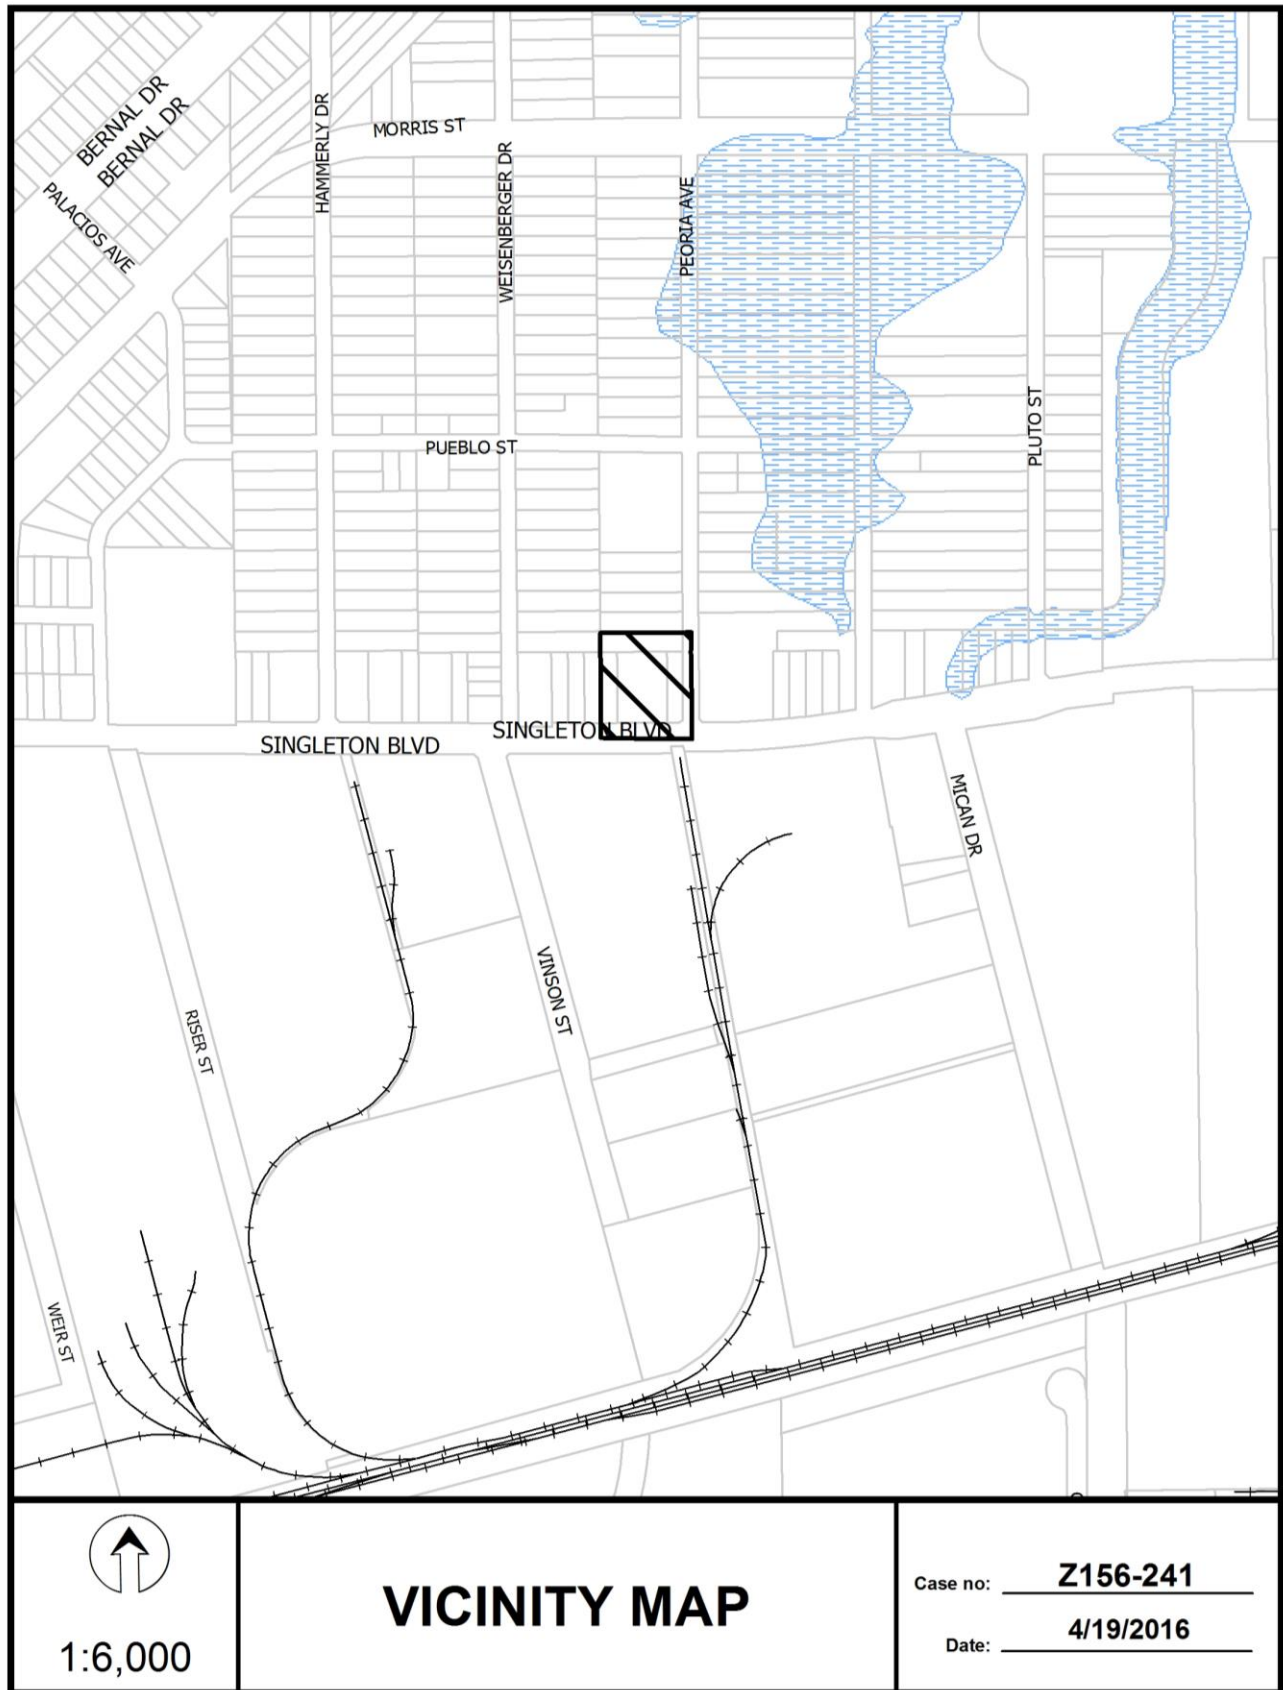 BERNAL DR
BERNAL DR
PALACIOS AVE
HAMMERLY DR
MORRIS ST
WEISENBERGER DR
PEORIA AVE
PUEBLO ST
PLUTO ST
SINGLETON BLVD
SINGLETON BLVD
MICAN DR
VINSON ST
RISER ST
WEIR ST
1:6,000
VICINITY MAP
Case no: Z156-241
Date: 4/19/2016